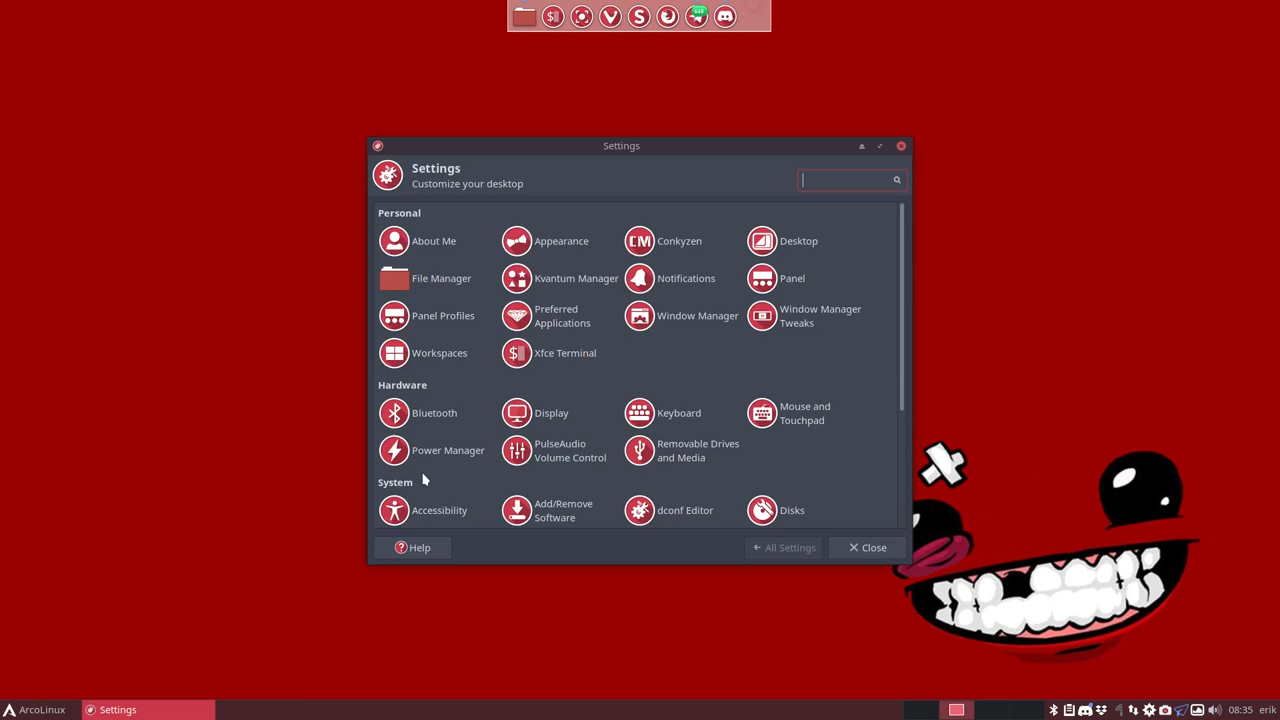 Settings
Settings
Customize your desktop
Personal
About Me
Appearance
Conkyzen
Desktop
File Manager
Kvantum Manager
Notifications
Panel
Panel Profiles
Preferred
Applications
Window Manager
Window Manager
Tweaks
Workspaces
Xfce Terminal
Hardware
Bluetooth
Display
Keyboard
Mouse and
Touchpad
Power Manager
PulseAudio
Volume Control
Removable Drives
and Media
System
Accessibility
Add/Remove
Software
dconf Editor
Disks
Help
All Settings
Close
ArcoLinux
Settings
08:35
erik